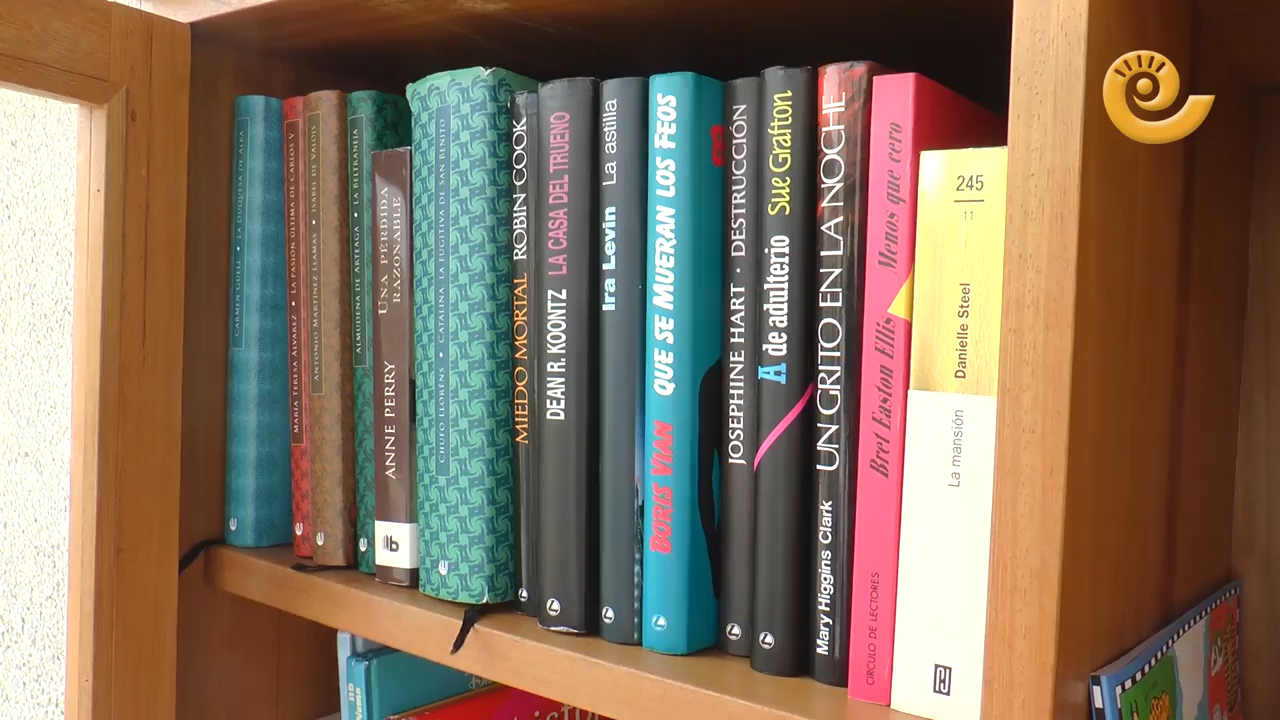 CARMEN GÜELL • LA DUQUESA DE ALBA
MARÍA TERESA ÁLVAREZ • LA PASIÓN ÚLTIMA DE CARLOS V
ANTONIO MARTÍNEZ LLAMAS • ISABEL DE VALOIS
ALMUDENA DE ARTEAGA • LA BELTRANEJA
ANNE PERRY
UNA PÉRDIDA
RAZONABLE
CHUFO LLORÉNS • CATALINA, LA FUGITIVA DE SAN BENITO
MIEDO MORTAL ROBIN COOK
DEAN R. KOONTZ LA CASA DEL TRUENO
Ira Levin La astilla
BORIS VIAN QUE SE MUERAN LOS FEOS
JOSEPHINE HART · DESTRUCCIÓN
A de adulterio Sue Grafton
Mary Higgins Clark UN GRITO EN LA NOCHE
CÍRCULO DE LECTORES Bret Easton Ellis Menos que cero
245
11
Danielle Steel
La mansión